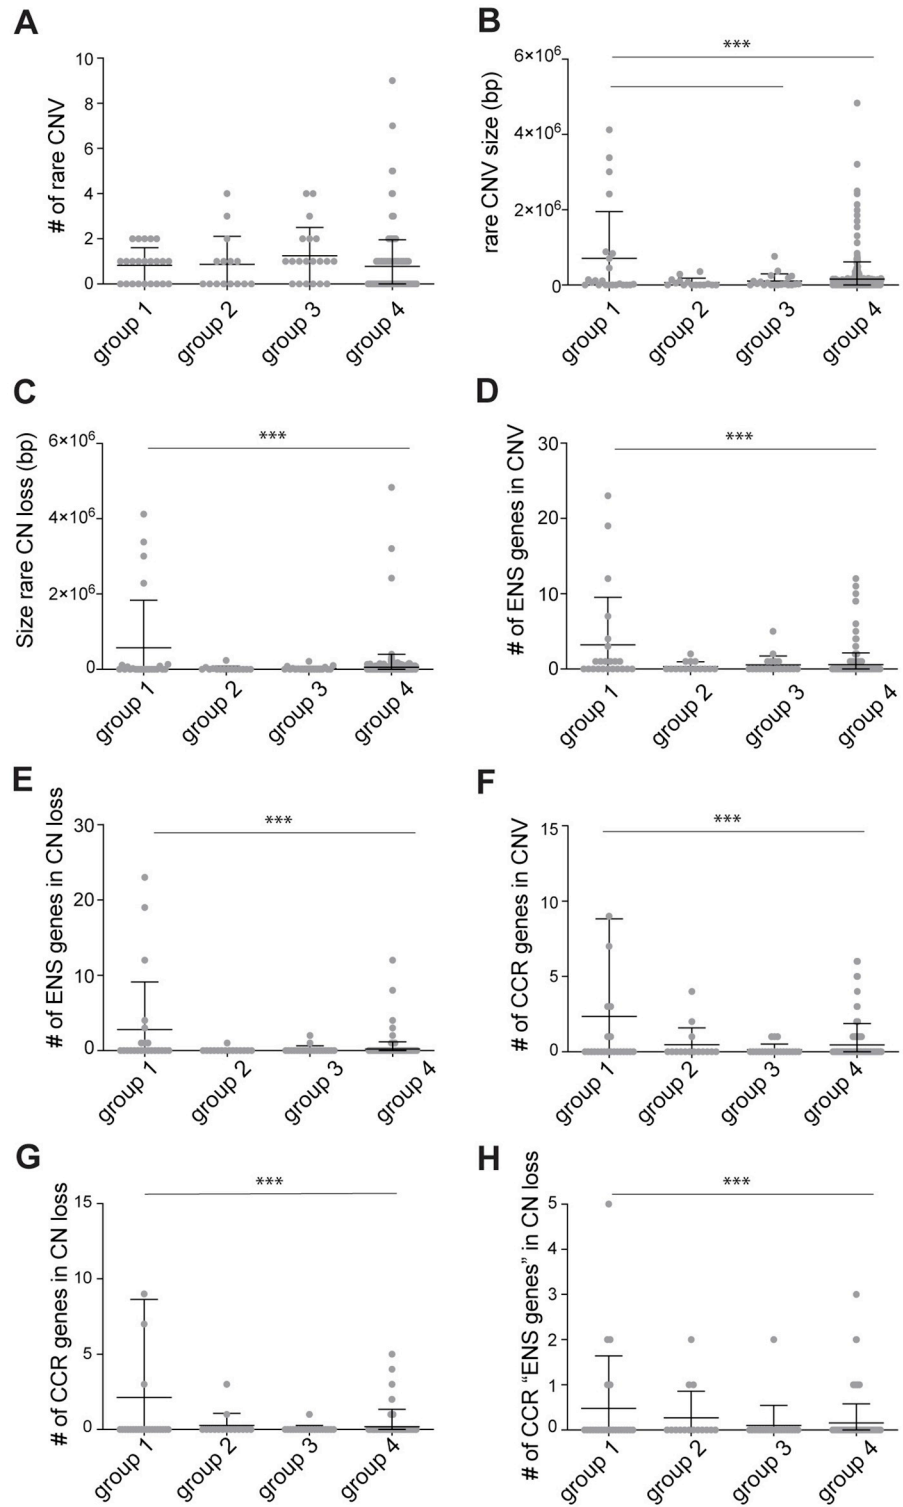 A
# of rare CNV
10
8
6
4
2
0
group 1
group 2
group 3
group 4
B
rare CNV size (bp)
***
6×10⁶
4×10⁶
2×10⁶
0
group 1
group 2
group 3
group 4
C
Size rare CN loss (bp)
***
6×10⁶
4×10⁶
2×10⁶
0
group 1
group 2
group 3
group 4
D
# of ENS genes in CNV
***
30
20
10
0
group 1
group 2
group 3
group 4
E
# of ENS genes in CN loss
***
30
20
10
0
group 1
group 2
group 3
group 4
F
# of CCR genes in CNV
***
15
10
5
0
group 1
group 2
group 3
group 4
G
# of CCR genes in CN loss
***
15
10
5
0
group 1
group 2
group 3
group 4
H
# of CCR “ENS genes” in CN loss
***
5
4
3
2
1
0
group 1
group 2
group 3
group 4